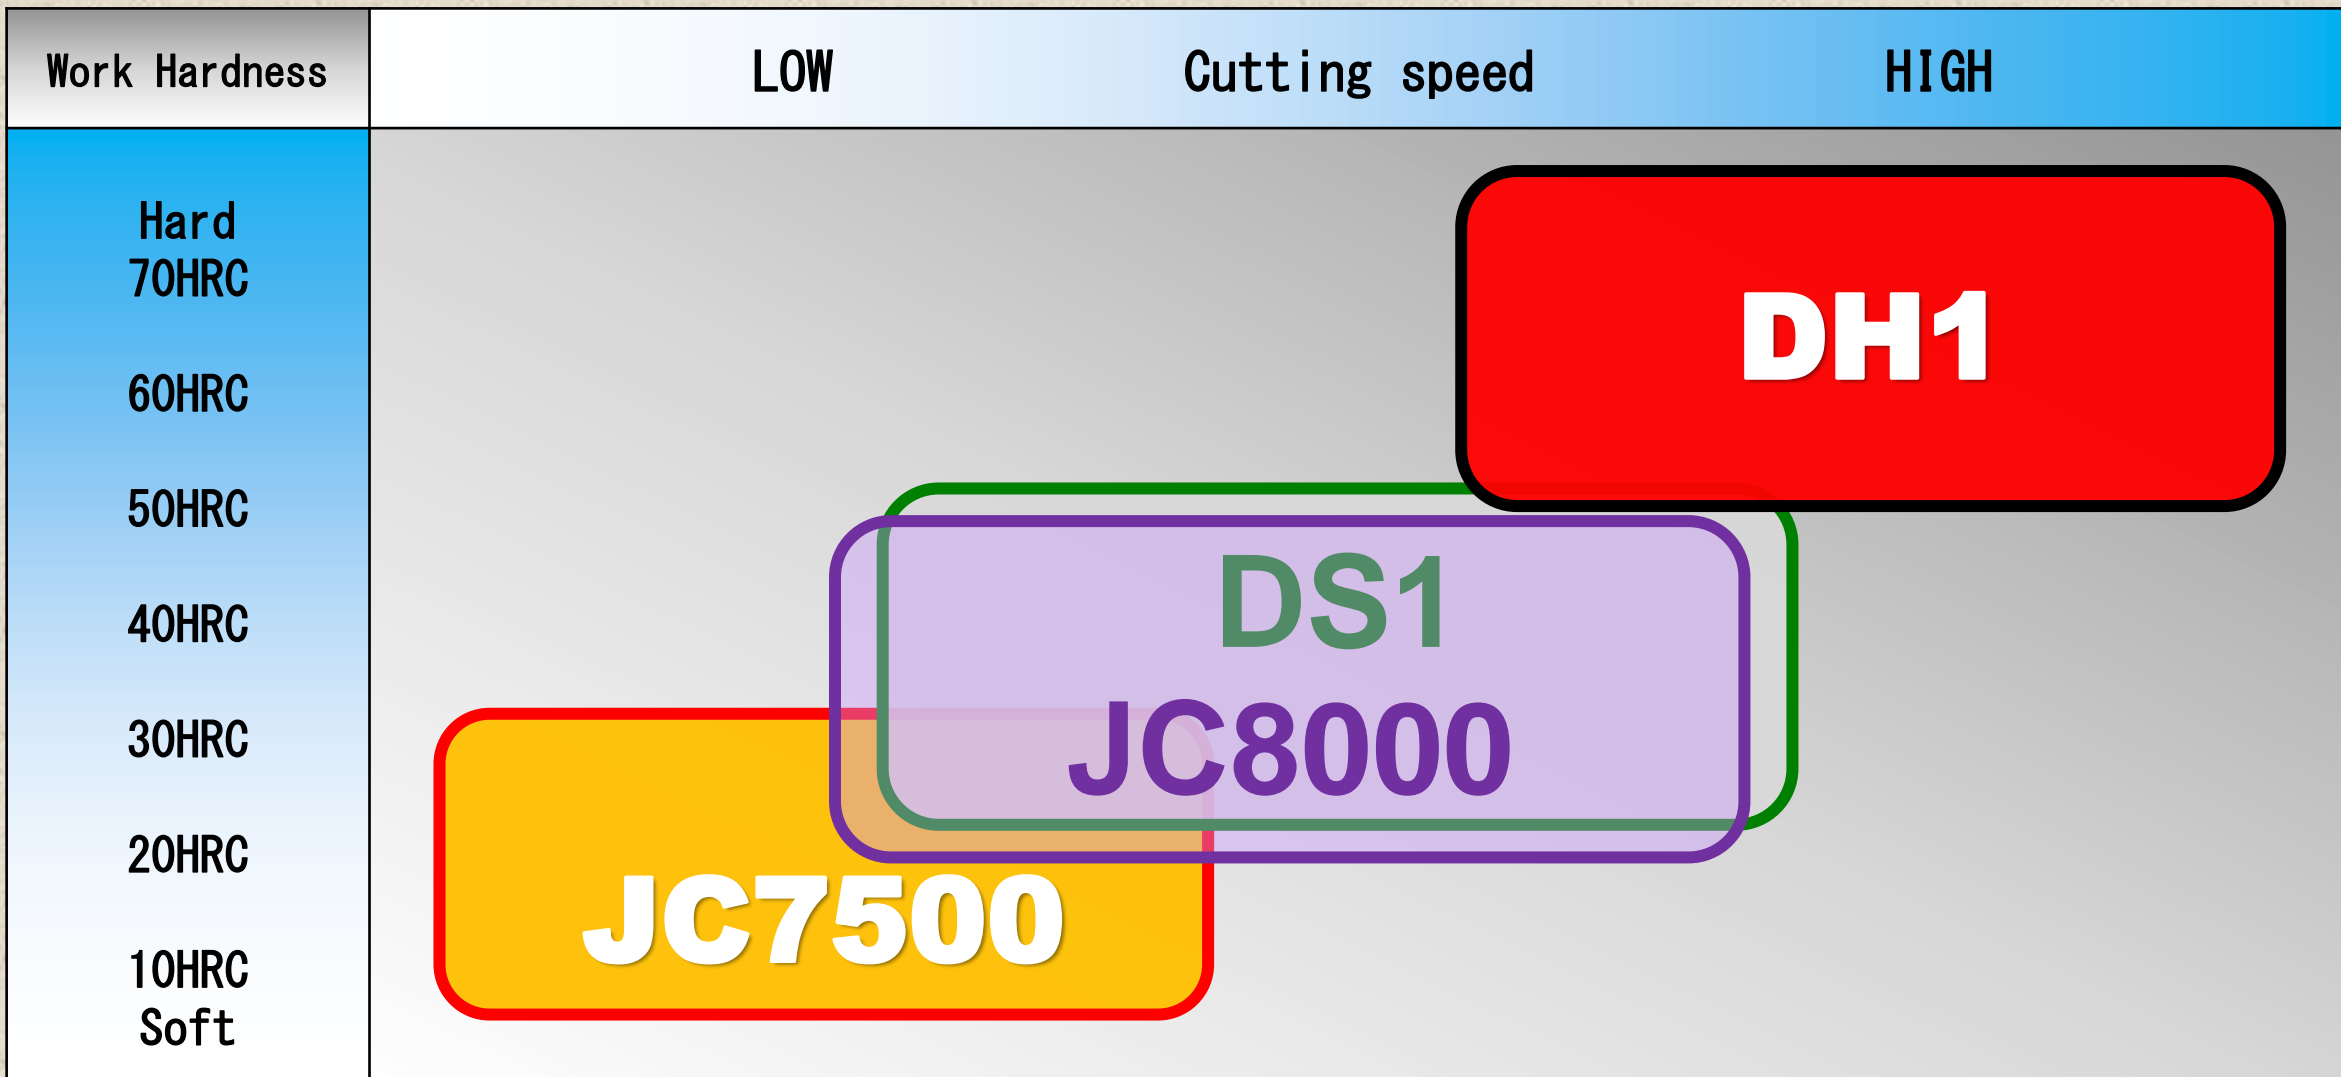 Work Hardness LOW Cutting speed HIGH
Hard
70HRC
60HRC
50HRC
40HRC
30HRC
20HRC
10HRC
Soft
DH1
DS1
JC8000
JC7500